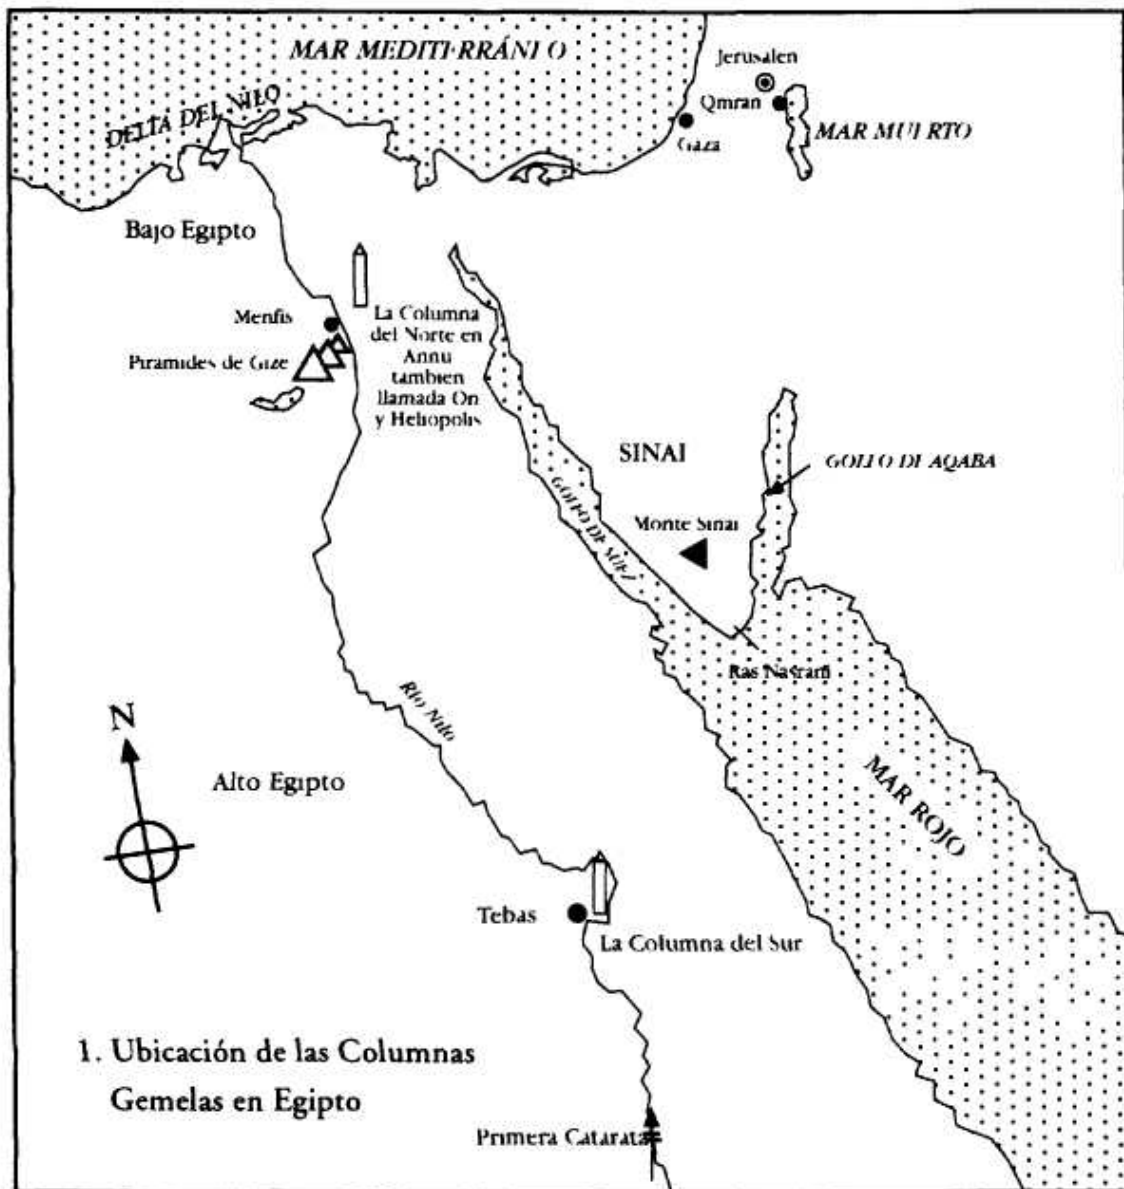 MAR MEDITERRÁNEO
Jerusalen
Qmran
DELTA DEL NILO
MAR MUERTO
Gaza
Bajo Egipto
Menfis
La Columna
del Norte en
Annu
tambien
llamada On
y Heliopolis
Piramides de Gize
SINAI
GOLFO DE AQABA
GOLFO DE SUEZ
Monte Sinai
Ras Nasrani
Río Nilo
N
Alto Egipto
MAR ROJO
Tebas
La Columna del Sur
1. Ubicación de las Columnas
Gemelas en Egipto
Primera Catarata